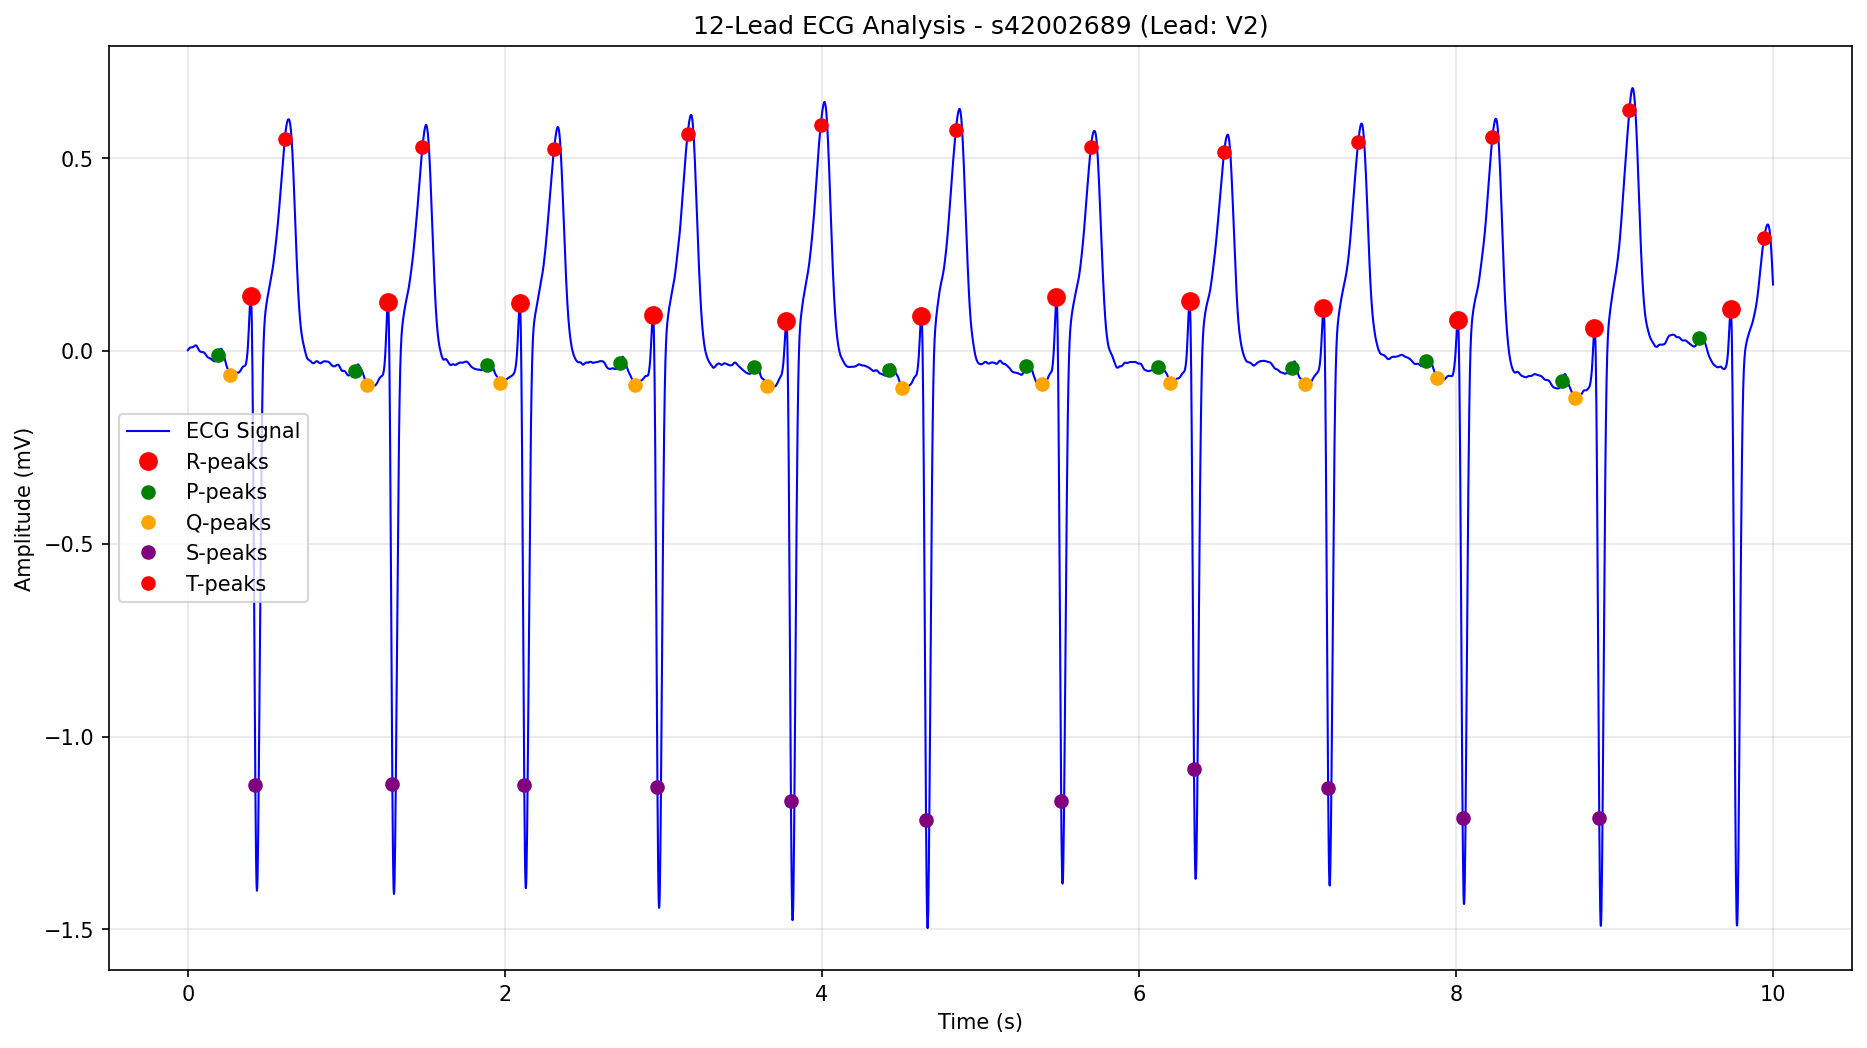 12-Lead ECG Analysis - s42002689 (Lead: V2)
Amplitude (mV)
0.5
0.0
−0.5
−1.0
−1.5
ECG Signal
R-peaks
P-peaks
Q-peaks
S-peaks
T-peaks
0 2 4 6 8 10
Time (s)